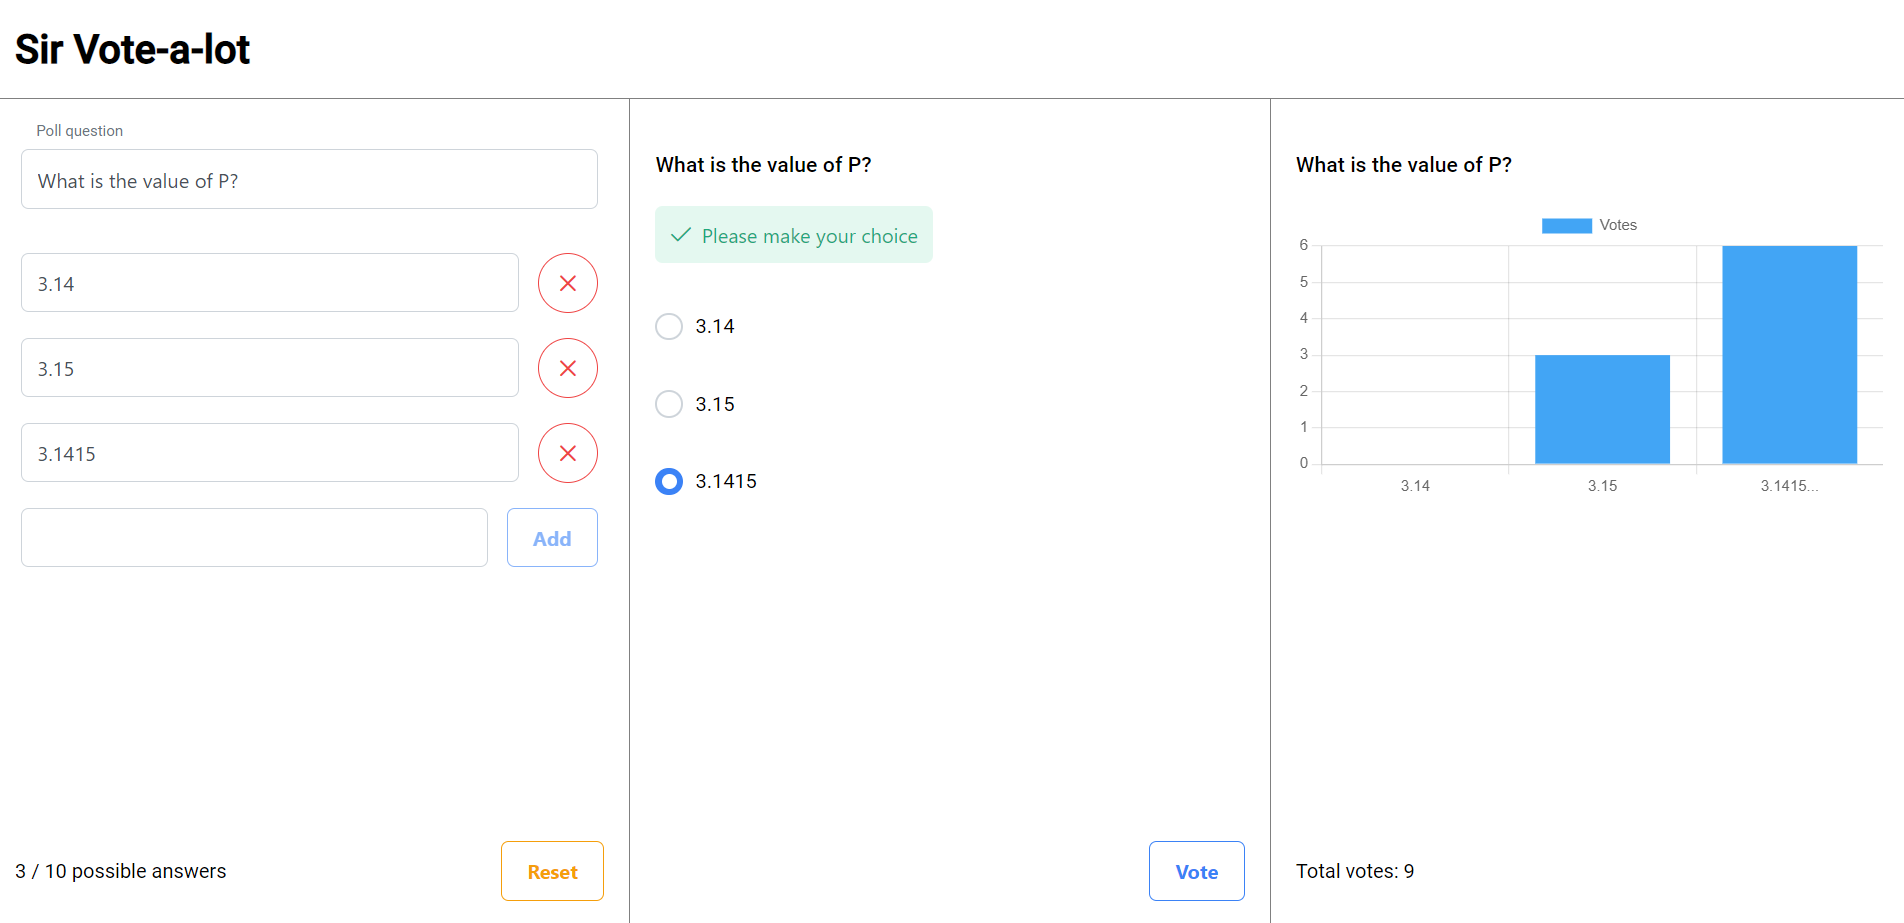 Sir Vote-a-lot
Poll question
What is the value of P?
3.14
3.15
3.1415
Add
3 / 10 possible answers
Reset
What is the value of P?
Please make your choice
3.14
3.15
3.1415
Vote
What is the value of P?
Votes
6
5
4
3
2
1
0
3.14 3.15 3.1415...
Total votes: 9